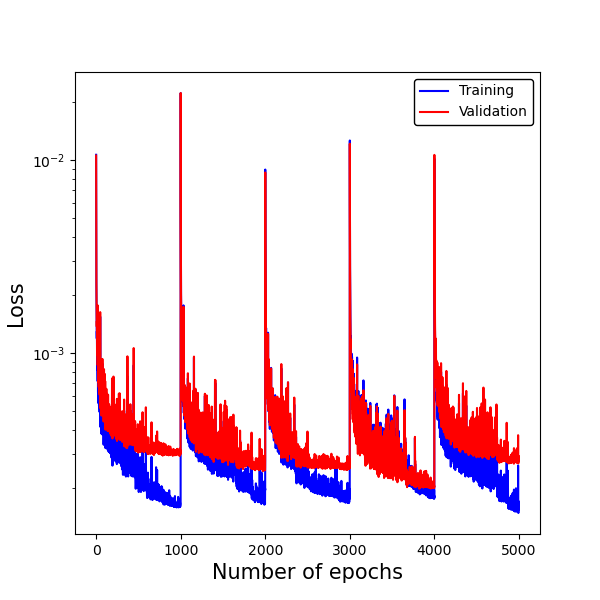 Training
Validation
10⁻²
10⁻³
Loss
0 1000 2000 3000 4000 5000
Number of epochs